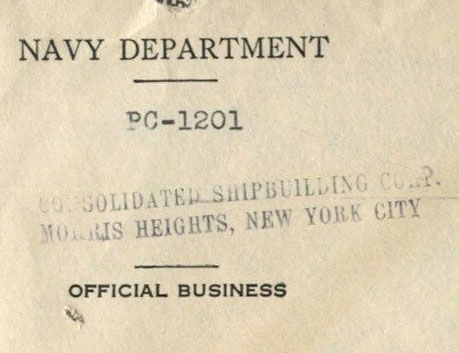 NAVY DEPARTMENT
PC-1201
CONSOLIDATED SHIPBUILDING CORP.
MORRIS HEIGHTS, NEW YORK CITY
OFFICIAL BUSINESS